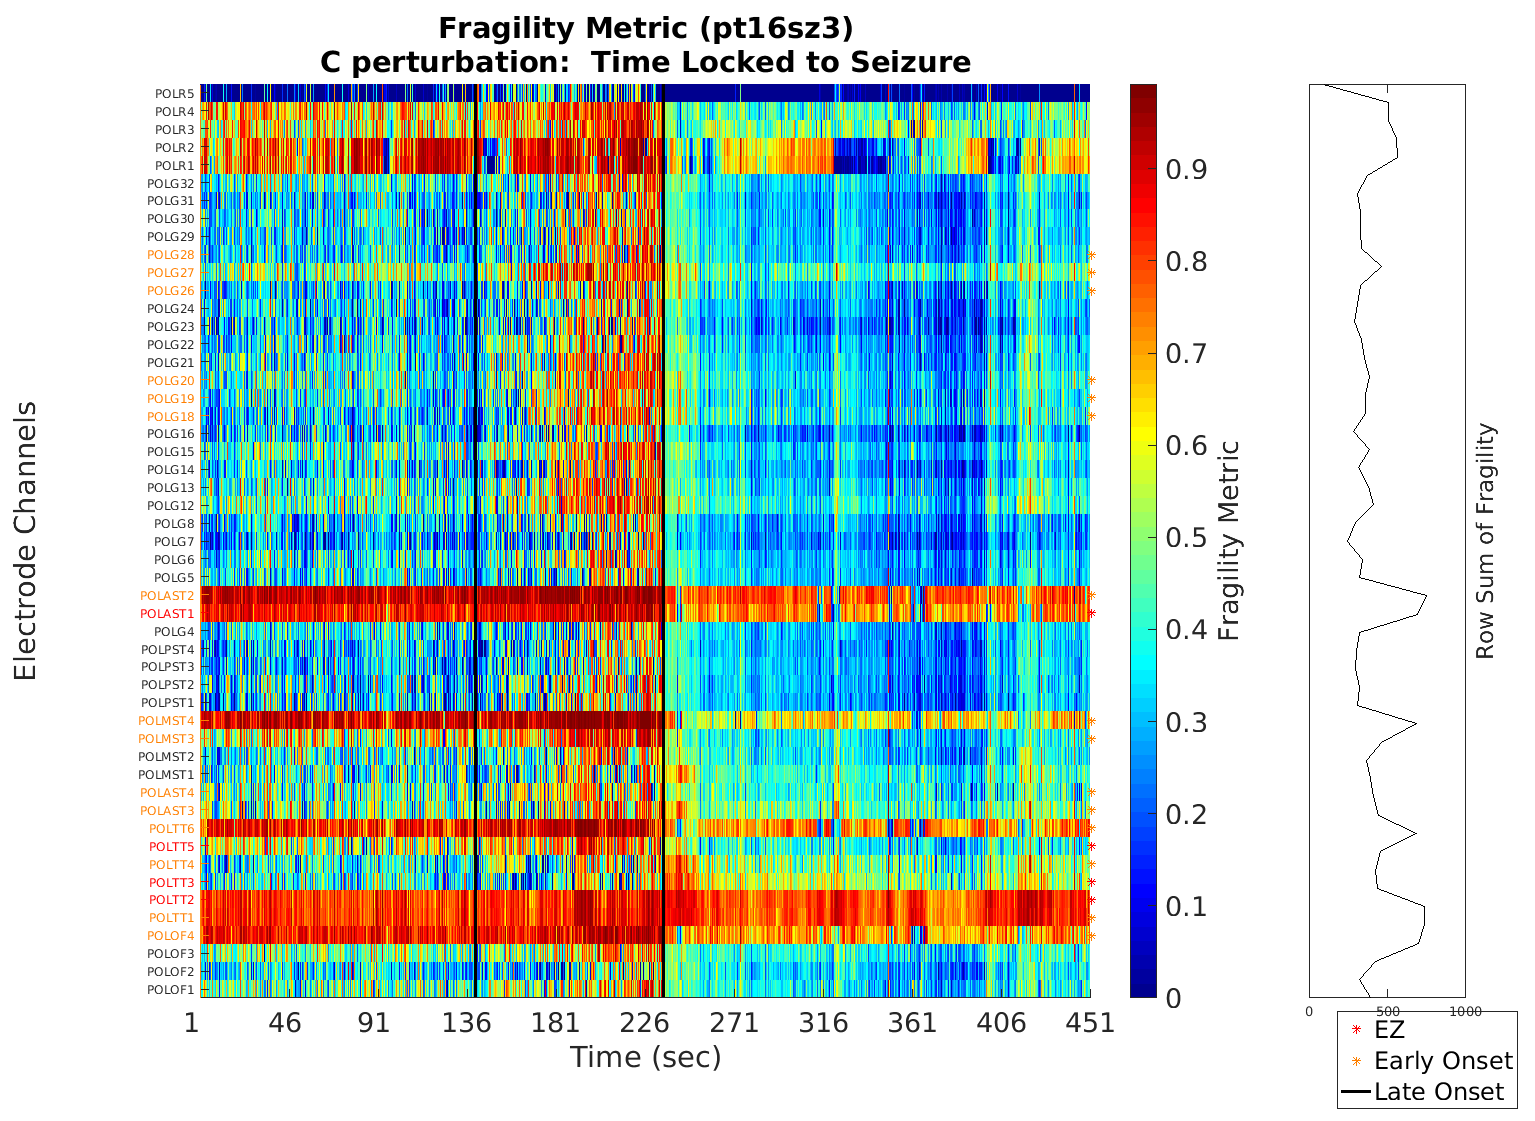 Fragility Metric (pt16sz3)
C perturbation:  Time Locked to Seizure
Electrode Channels
POLR5
POLR4
POLR3
POLR2
POLR1
POLG32
POLG31
POLG30
POLG29
POLG28
POLG27
POLG26
POLG24
POLG23
POLG22
POLG21
POLG20
POLG19
POLG18
POLG16
POLG15
POLG14
POLG13
POLG12
POLG8
POLG7
POLG6
POLG5
POLAST2
POLAST1
POLG4
POLPST4
POLPST3
POLPST2
POLPST1
POLMST4
POLMST3
POLMST2
POLMST1
POLAST4
POLAST3
POLTT6
POLTT5
POLTT4
POLTT3
POLTT2
POLTT1
POLOF4
POLOF3
POLOF2
POLOF1
1 46 91 136 181 226 271 316 361 406 451
Time (sec)
0.9
0.8
0.7
0.6
0.5
0.4
0.3
0.2
0.1
0
Fragility Metric
0 500 1000
Row Sum of Fragility
EZ
Early Onset
Late Onset